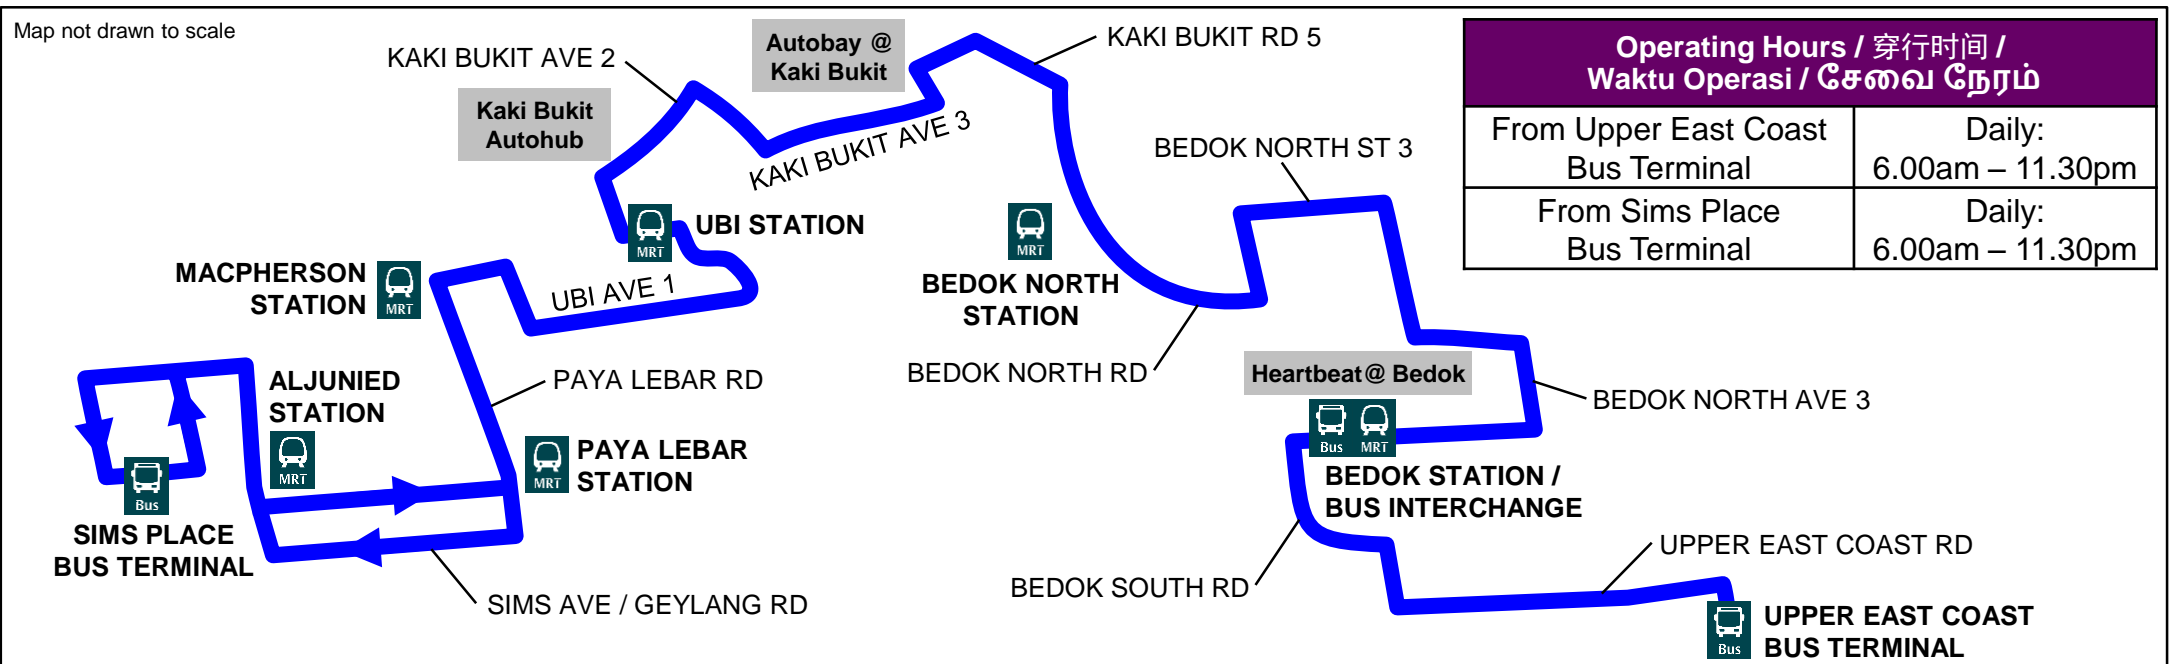 Map not drawn to scale
KAKI BUKIT AVE 2
Autobay @
Kaki Bukit
KAKI BUKIT RD 5
Operating Hours / 穿行时间 /
Waktu Operasi / சேவை நேரம்
From Upper East Coast
Bus Terminal
Daily:
6.00am – 11.30pm
From Sims Place
Bus Terminal
Daily:
6.00am – 11.30pm
Kaki Bukit
Autohub
KAKI BUKIT AVE 3
BEDOK NORTH ST 3
MRT
UBI STATION
MRT
BEDOK NORTH
STATION
MACPHERSON
STATION
MRT
UBI AVE 1
ALJUNIED
STATION
MRT
PAYA LEBAR RD
BEDOK NORTH RD
Heartbeat@ Bedok
BEDOK NORTH AVE 3
Bus
MRT
BEDOK STATION /
BUS INTERCHANGE
MRT
PAYA LEBAR
STATION
Bus
SIMS PLACE
BUS TERMINAL
SIMS AVE / GEYLANG RD
BEDOK SOUTH RD
UPPER EAST COAST RD
Bus
UPPER EAST COAST
BUS TERMINAL